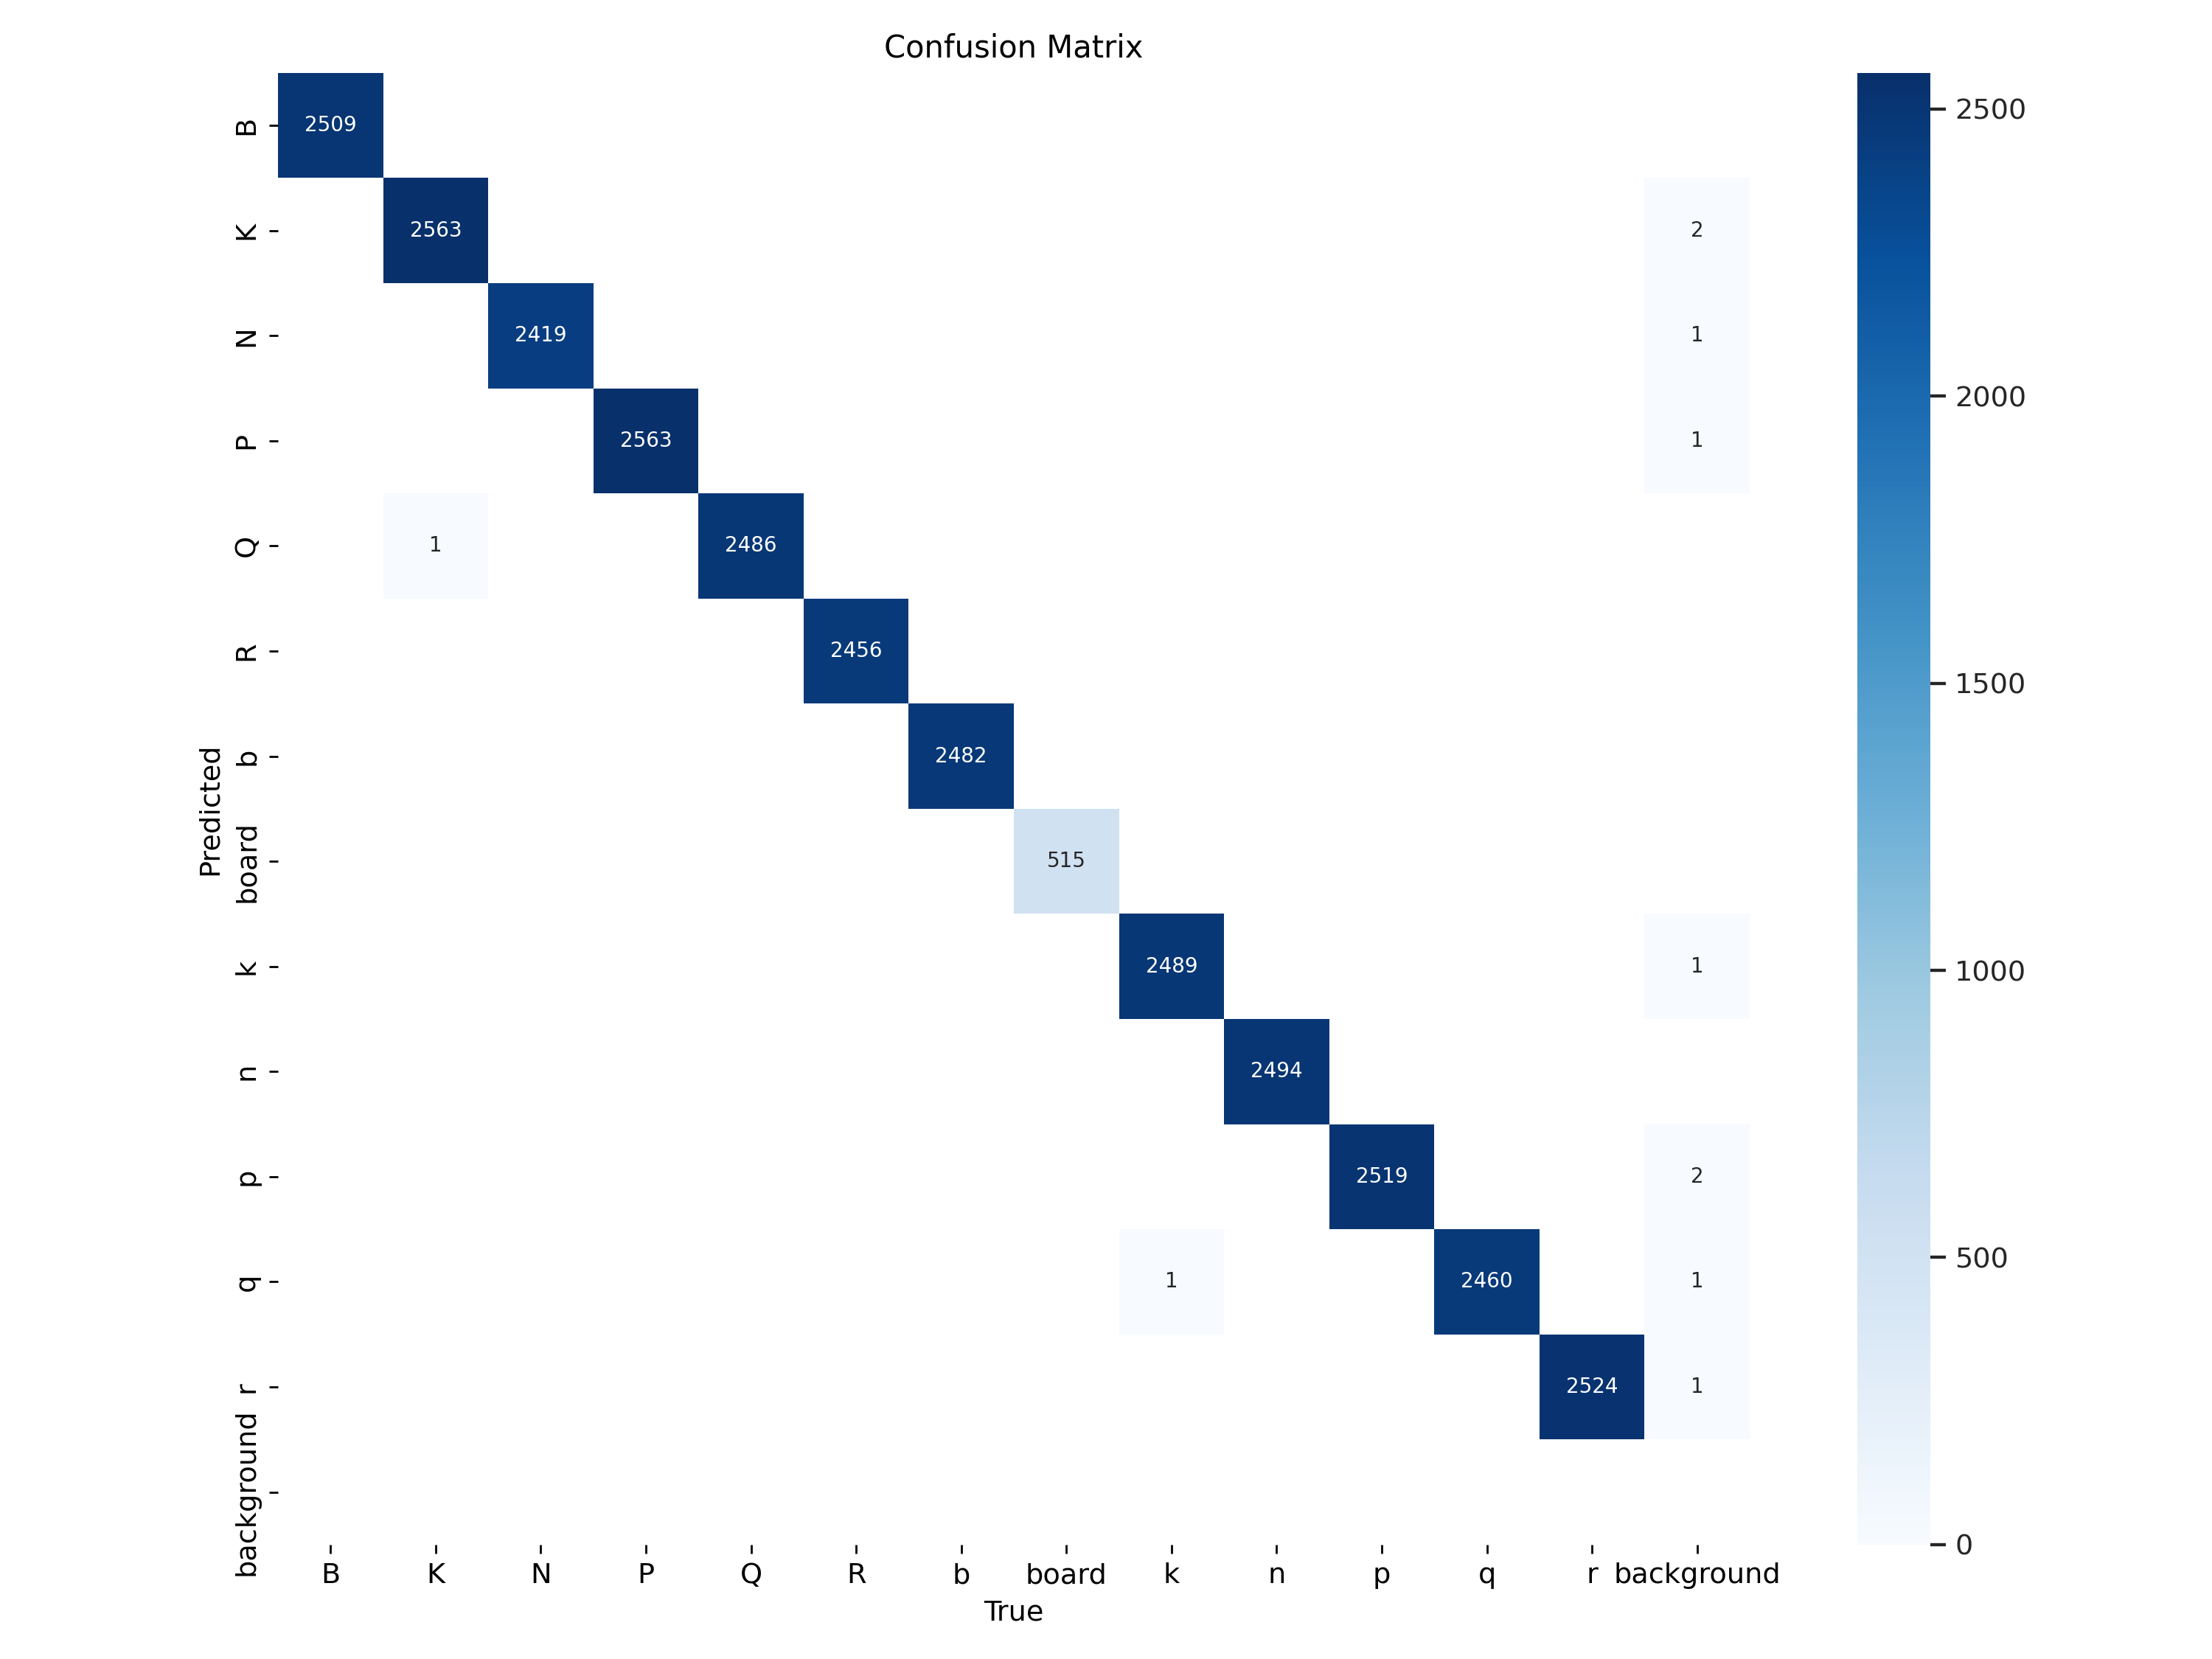 Confusion Matrix
B 2509
K 2563 2
N 2419 1
P 2563 1
Q 1 2486
R 2456
b 2482
board 515
k 2489 1
n 2494
p 2519 2
q 1 2460 1
r 2524 1
background
B K N P Q R b board k n p q r background
True
Predicted
2500
2000
1500
1000
500
0